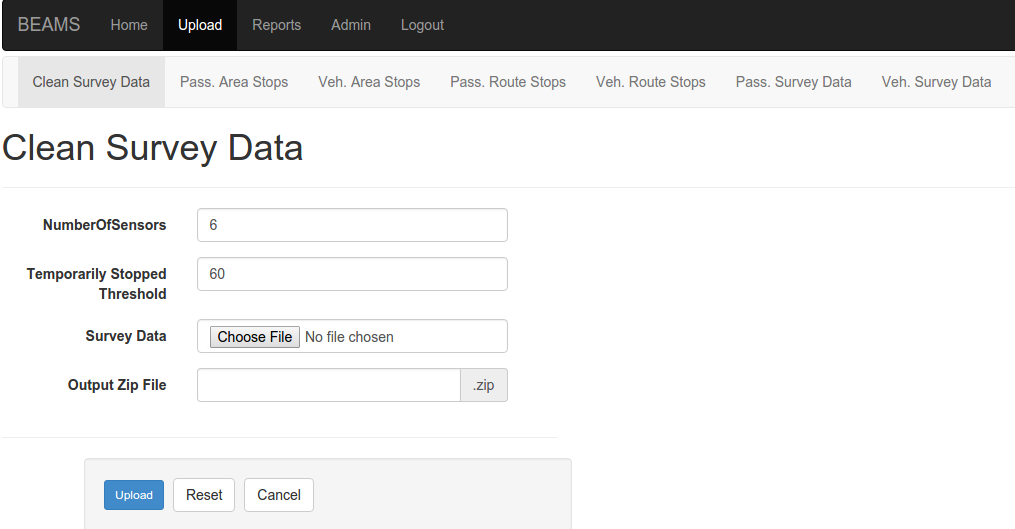 BEAMS Home Upload Reports Admin Logout
Clean Survey Data Pass. Area Stops Veh. Area Stops Pass. Route Stops Veh. Route Stops Pass. Survey Data Veh. Survey Data
Clean Survey Data
NumberOfSensors 6
Temporarily Stopped 60
Threshold
Survey Data Choose File No file chosen
Output Zip File .zip
Upload Reset Cancel